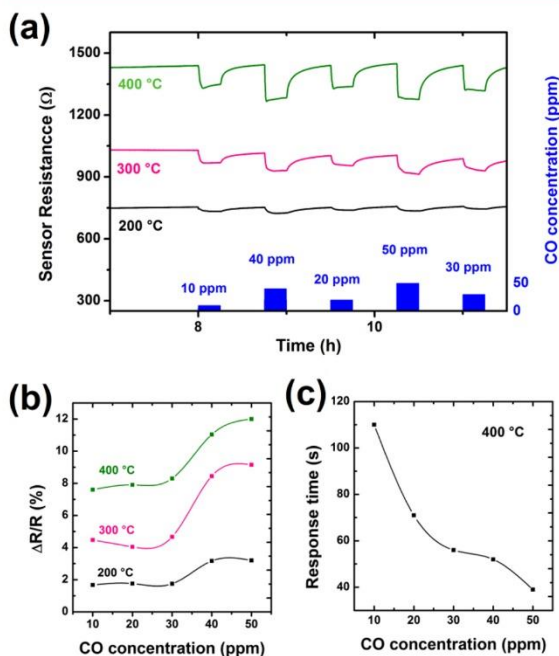 (a)
Sensor Resistancce (Ω)
1500
1200
900
600
300
400 °C
300 °C
200 °C
10 ppm
40 ppm
20 ppm
50 ppm
30 ppm
8
10
Time (h)
50
0
CO concentration (ppm)
(b)
ΔR/R (%)
12
10
8
6
4
2
0
400 °C
300 °C
200 °C
10 20 30 40 50
CO concentration (ppm)
(c)
Response time (s)
120
100
80
60
40
400 °C
10 20 30 40 50
CO concentration (ppm)